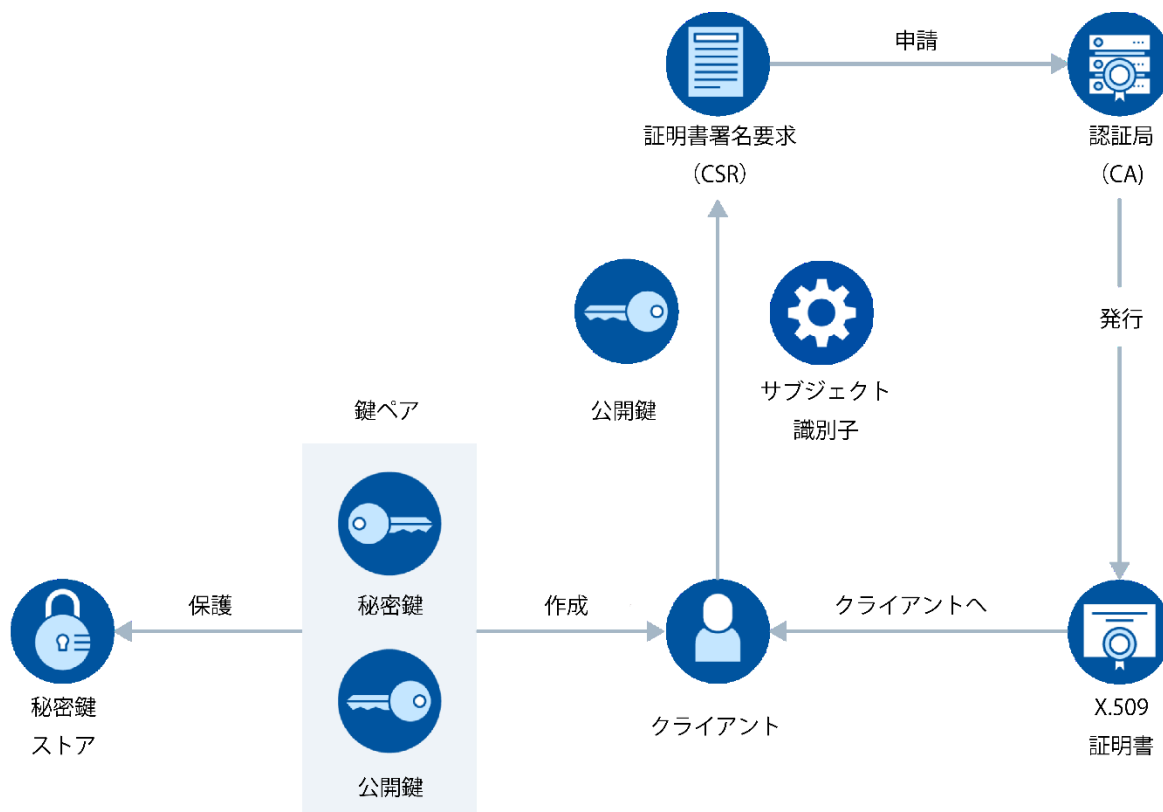 申請
証明書署名要求
（CSR）
認証局
（CA)
発行
公開鍵
サブジェクト
識別子
鍵ペア
保護
秘密鍵
作成
クライアントへ
秘密鍵
ストア
クライアント
X.509
証明書
公開鍵